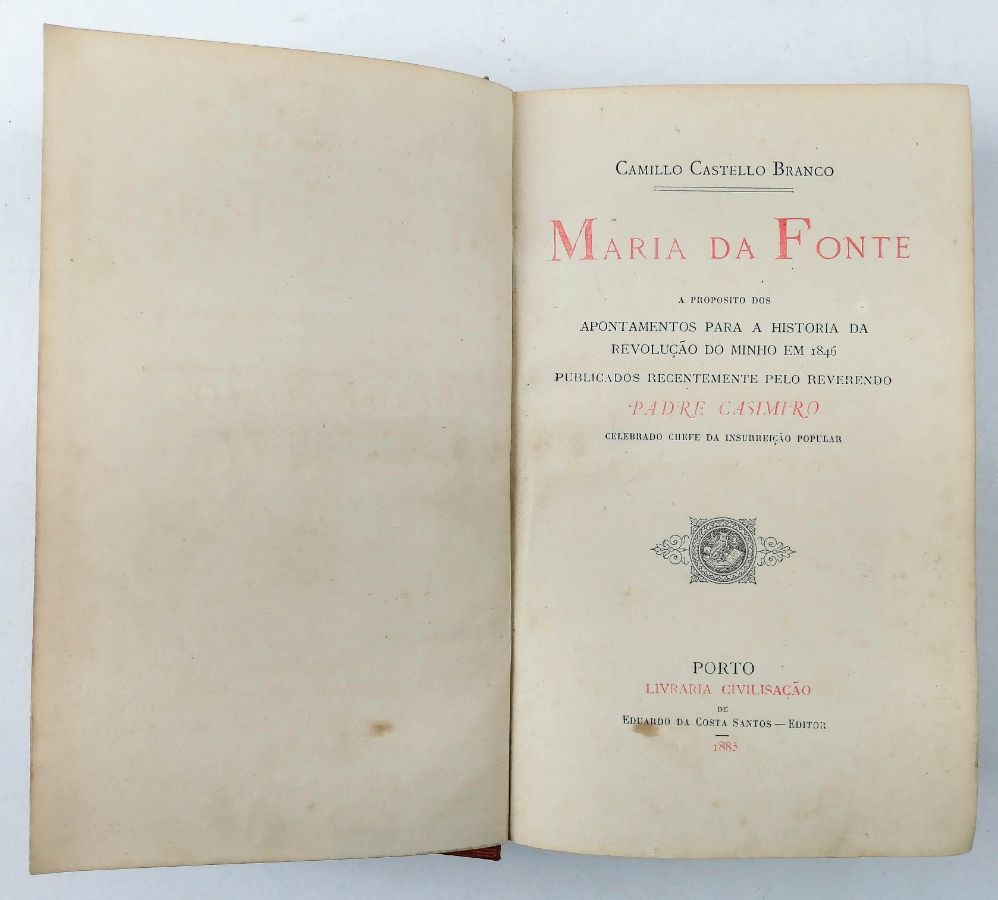 CAMILLO CASTELLO BRANCO
MARIA DA FONTE
A PROPOSITO DOS
APONTAMENTOS PARA A HISTORIA DA
REVOLUÇÃO DO MINHO EM 1846
PUBLICADOS RECENTEMENTE PELO REVERENDO
PADRE CASIMIRO
CELEBRADO CHEFE DA INSURREIÇÃO POPULAR
PORTO
LIVRARIA CIVILISAÇÃO
DE
EDUARDO DA COSTA SANTOS — EDITOR
1885